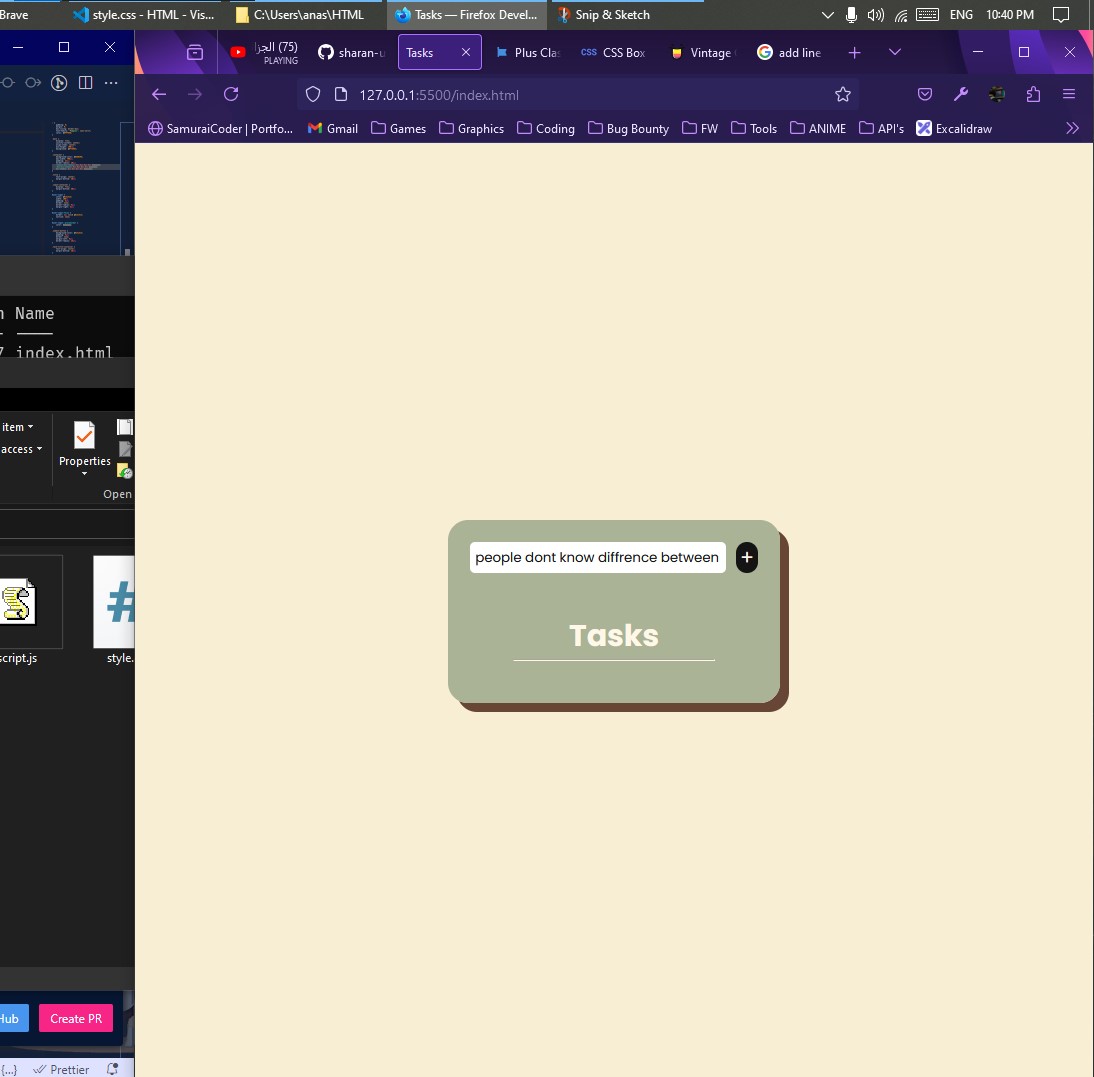 Brave
style.css - HTML - Vis...
C:\Users\anas\HTML
Tasks — Firefox Devel...
Snip & Sketch
ENG
10:40 PM
(75) الجزا
PLAYING
sharan-u
Tasks
Plus Clas
CSS CSS Box
Vintage
add line
127.0.0.1:5500/index.html
SamuraiCoder | Portfo...
Gmail
Games
Graphics
Coding
Bug Bounty
FW
Tools
ANIME
API's
Excalidraw
Name
index.html
item
access
Properties
Open
script.js
style.
people dont know diffrence between
+
Tasks
Hub
Create PR
{...}
Prettier